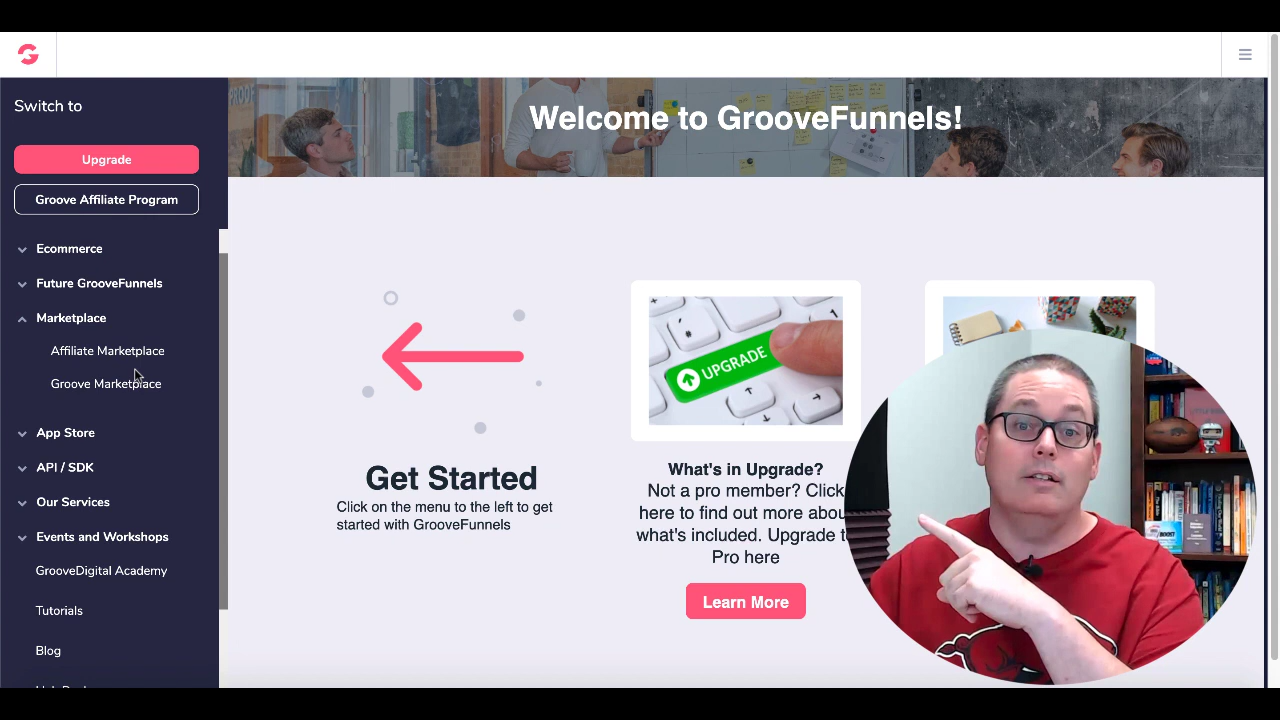 Switch to
Upgrade
Groove Affiliate Program
Ecommerce
Future GrooveFunnels
Marketplace
Affiliate Marketplace
Groove Marketplace
App Store
API / SDK
Our Services
Events and Workshops
GrooveDigital Academy
Tutorials
Blog
Welcome to GrooveFunnels!
Get Started
Click on the menu to the left to get
started with GrooveFunnels
UPGRADE
What's in Upgrade?
Not a pro member? Click
here to find out more abou
what's included. Upgrade t
Pro here
Learn More